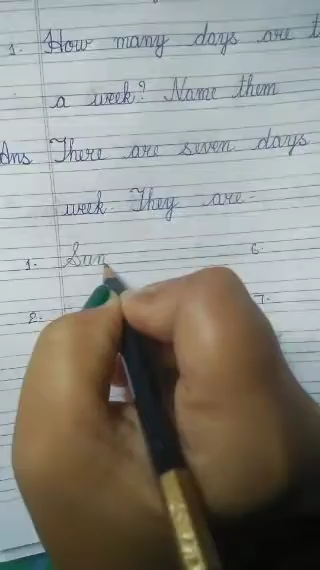 1. How many days are t
a week? Name them
Ans There are seven days
week. They are-
1. Sun 6.
2. 7.